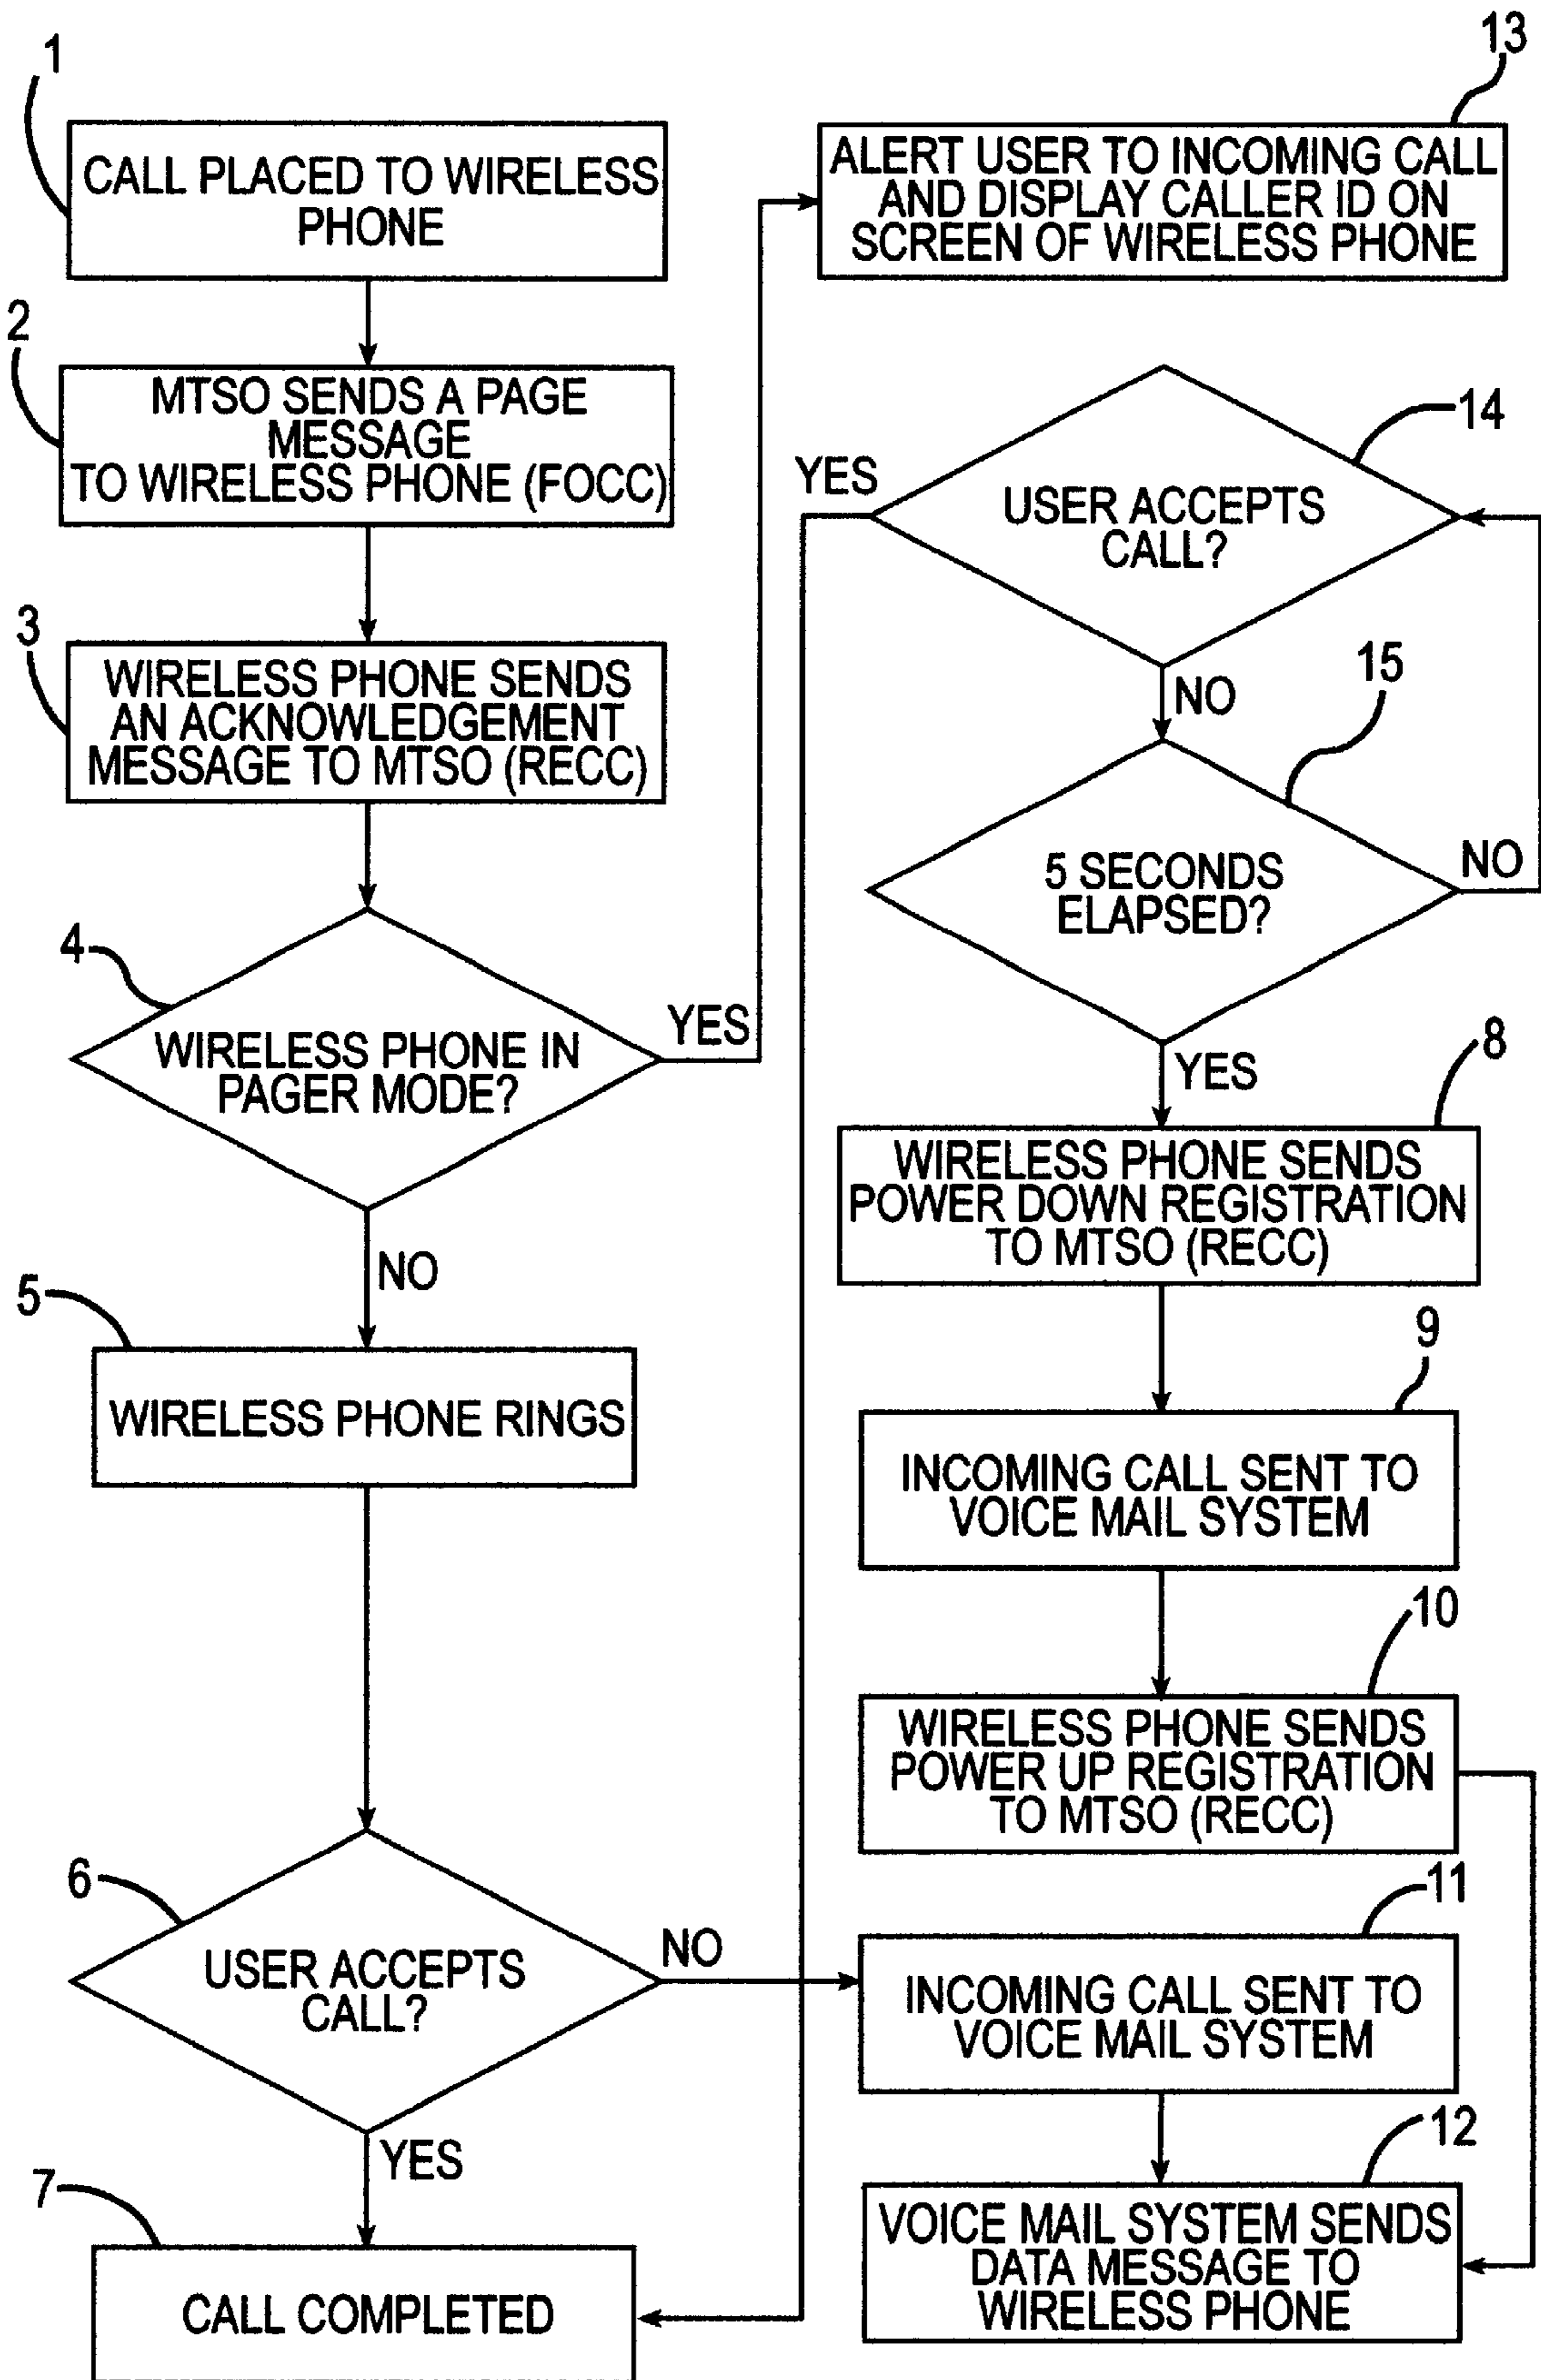 1
CALL PLACED TO WIRELESS
PHONE
2
MTSO SENDS A PAGE
MESSAGE
TO WIRELESS PHONE (FOCC)
3
WIRELESS PHONE SENDS
AN ACKNOWLEDGEMENT
MESSAGE TO MTSO (RECC)
4
WIRELESS PHONE IN
PAGER MODE?
YES
NO
5
WIRELESS PHONE RINGS
6
USER ACCEPTS
CALL?
NO
YES
7
CALL COMPLETED
13
ALERT USER TO INCOMING CALL
AND DISPLAY CALLER ID ON
SCREEN OF WIRELESS PHONE
14
YES
USER ACCEPTS
CALL?
NO
15
5 SECONDS
ELAPSED?
NO
YES
8
WIRELESS PHONE SENDS
POWER DOWN REGISTRATION
TO MTSO (RECC)
9
INCOMING CALL SENT TO
VOICE MAIL SYSTEM
10
WIRELESS PHONE SENDS
POWER UP REGISTRATION
TO MTSO (RECC)
11
INCOMING CALL SENT TO
VOICE MAIL SYSTEM
12
VOICE MAIL SYSTEM SENDS
DATA MESSAGE TO
WIRELESS PHONE